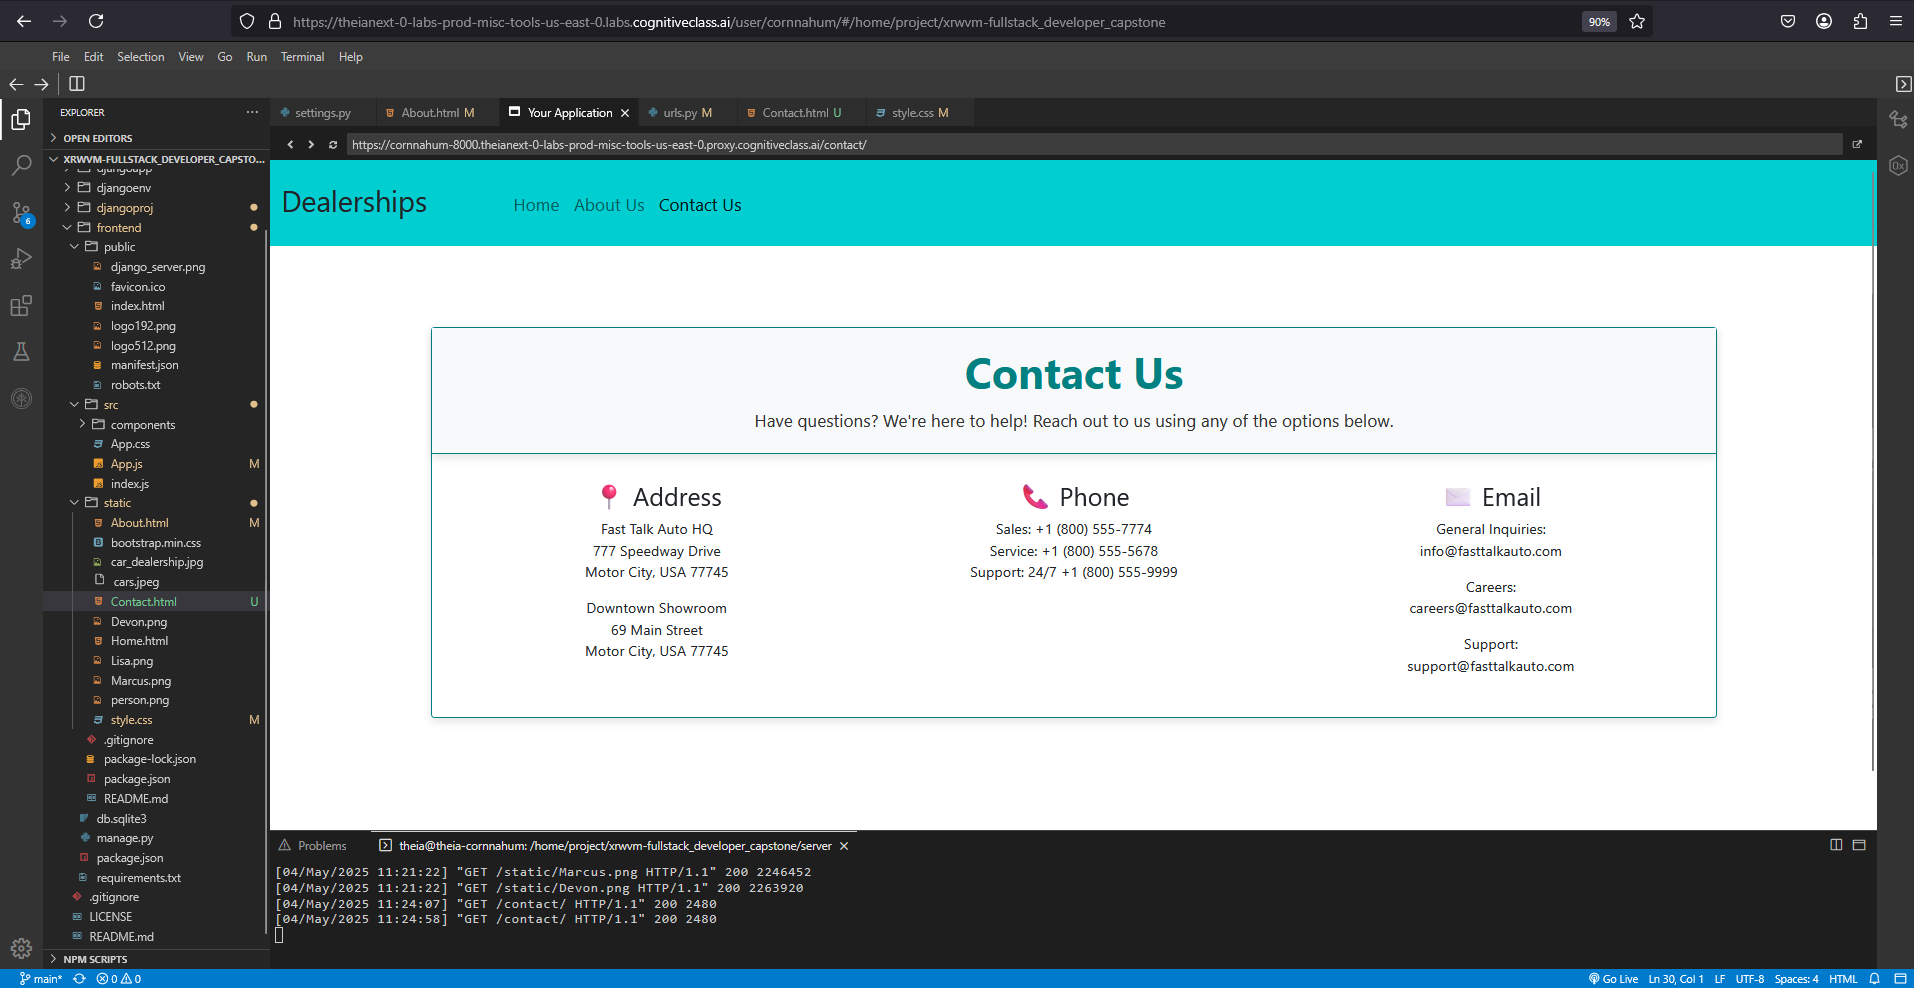 https://theianext-0-labs-prod-misc-tools-us-east-0.labs.cognitiveclass.ai/user/cornnahum/#/home/project/xrwvm-fullstack_developer_capstone
90%
File Edit Selection View Go Run Terminal Help
EXPLORER
OPEN EDITORS
XRWVM-FULLSTACK_DEVELOPER_CAPSTO...
djangoapp
djangoenv
djangoproj
frontend
public
django_server.png
favicon.ico
index.html
logo192.png
logo512.png
manifest.json
robots.txt
src
components
App.css
App.js M
index.js
static
About.html M
bootstrap.min.css
car_dealership.jpg
cars.jpeg
Contact.html U
Devon.png
Home.html
Lisa.png
Marcus.png
person.png
style.css M
.gitignore
package-lock.json
package.json
README.md
db.sqlite3
manage.py
package.json
requirements.txt
.gitignore
LICENSE
README.md
NPM SCRIPTS
6
settings.py About.html M Your Application urls.py M Contact.html U style.css M
https://cornnahum-8000.theianext-0-labs-prod-misc-tools-us-east-0.proxy.cognitiveclass.ai/contact/
Dealerships Home About Us Contact Us
Contact Us
Have questions? We're here to help! Reach out to us using any of the options below.
Address
Fast Talk Auto HQ
777 Speedway Drive
Motor City, USA 77745
Downtown Showroom
69 Main Street
Motor City, USA 77745
Phone
Sales: +1 (800) 555-7774
Service: +1 (800) 555-5678
Support: 24/7 +1 (800) 555-9999
Email
General Inquiries:
info@fasttalkauto.com
Careers:
careers@fasttalkauto.com
Support:
support@fasttalkauto.com
Problems theia@theia-cornnahum: /home/project/xrwvm-fullstack_developer_capstone/server
[04/May/2025 11:21:22] "GET /static/Marcus.png HTTP/1.1" 200 2246452
[04/May/2025 11:21:22] "GET /static/Devon.png HTTP/1.1" 200 2263920
[04/May/2025 11:24:07] "GET /contact/ HTTP/1.1" 200 2480
[04/May/2025 11:24:58] "GET /contact/ HTTP/1.1" 200 2480
0x
main* 0 0 Go Live Ln 30, Col 1 LF UTF-8 Spaces: 4 HTML